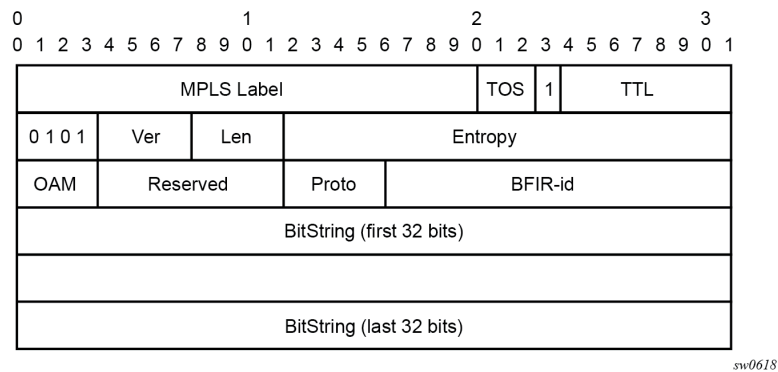 0 1 2 3
0 1 2 3 4 5 6 7 8 9 0 1 2 3 4 5 6 7 8 9 0 1 2 3 4 5 6 7 8 9 0 1
MPLS Label TOS 1 TTL
0 1 0 1 Ver Len Entropy
OAM Reserved Proto BFIR-id
BitString (first 32 bits)
BitString (last 32 bits)
sw0618